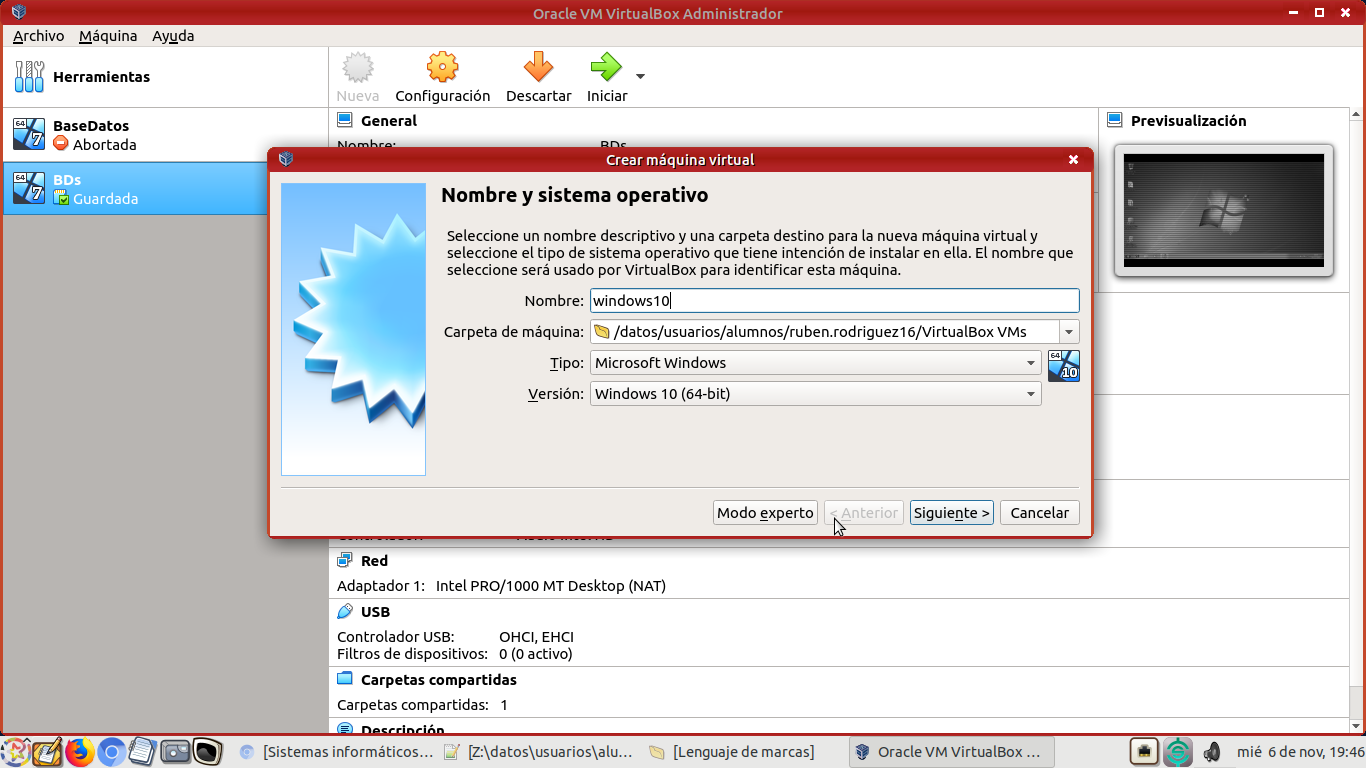 Oracle VM VirtualBox Administrador
Archivo Máquina Ayuda
Herramientas
Nueva Configuración Descartar Iniciar
BaseDatos
Abortada
BDs
Guardada
General
Nombre: BDs
Previsualización
Crear máquina virtual
Nombre y sistema operativo
Seleccione un nombre descriptivo y una carpeta destino para la nueva máquina virtual y
seleccione el tipo de sistema operativo que tiene intención de instalar en ella. El nombre que
seleccione será usado por VirtualBox para identificar esta máquina.
Nombre: windows10
Carpeta de máquina: /datos/usuarios/alumnos/ruben.rodriguez16/VirtualBox VMs
Tipo: Microsoft Windows
64 10
Versión: Windows 10 (64-bit)
Modo experto < Anterior Siguiente > Cancelar
Red
Adaptador 1: Intel PRO/1000 MT Desktop (NAT)
USB
Controlador USB: OHCI, EHCI
Filtros de dispositivos: 0 (0 activo)
Carpetas compartidas
Carpetas compartidas: 1
Descripción
[Sistemas informáticos... [Z:\datos\usuarios\alu... [Lenguaje de marcas] Oracle VM VirtualBox ... mié 6 de nov, 19:46